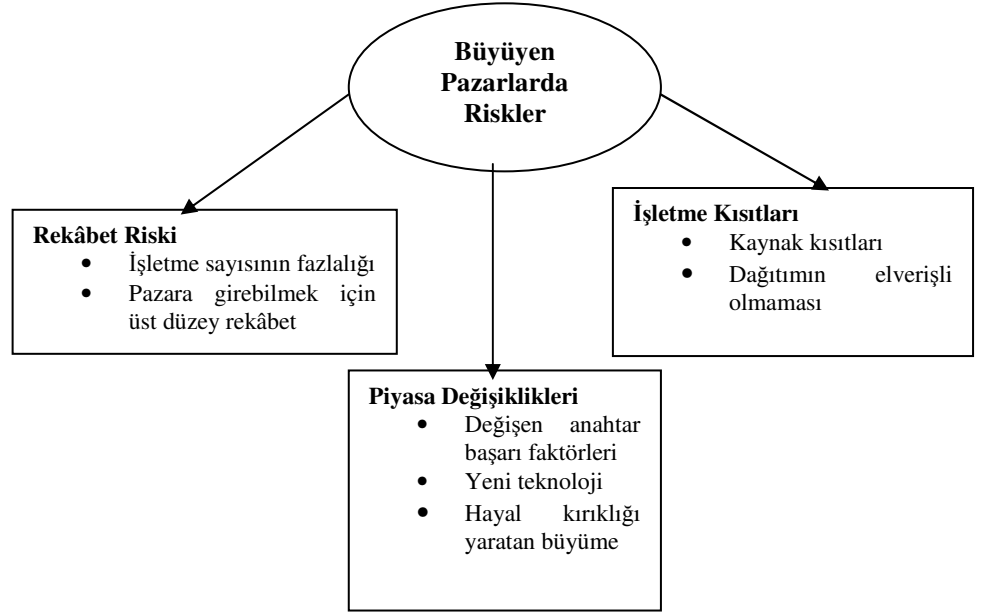 Büyüyen
Pazarlarda
Riskler
Rekâbet Riski
• İşletme sayısının fazlalığı
• Pazara girebilmek için
üst düzey rekâbet
İşletme Kısıtları
• Kaynak kısıtları
• Dağıtımın elverişli
olmaması
Piyasa Değişiklikleri
• Değişen anahtar
başarı faktörleri
• Yeni teknoloji
• Hayal kırıklığı
yaratan büyüme